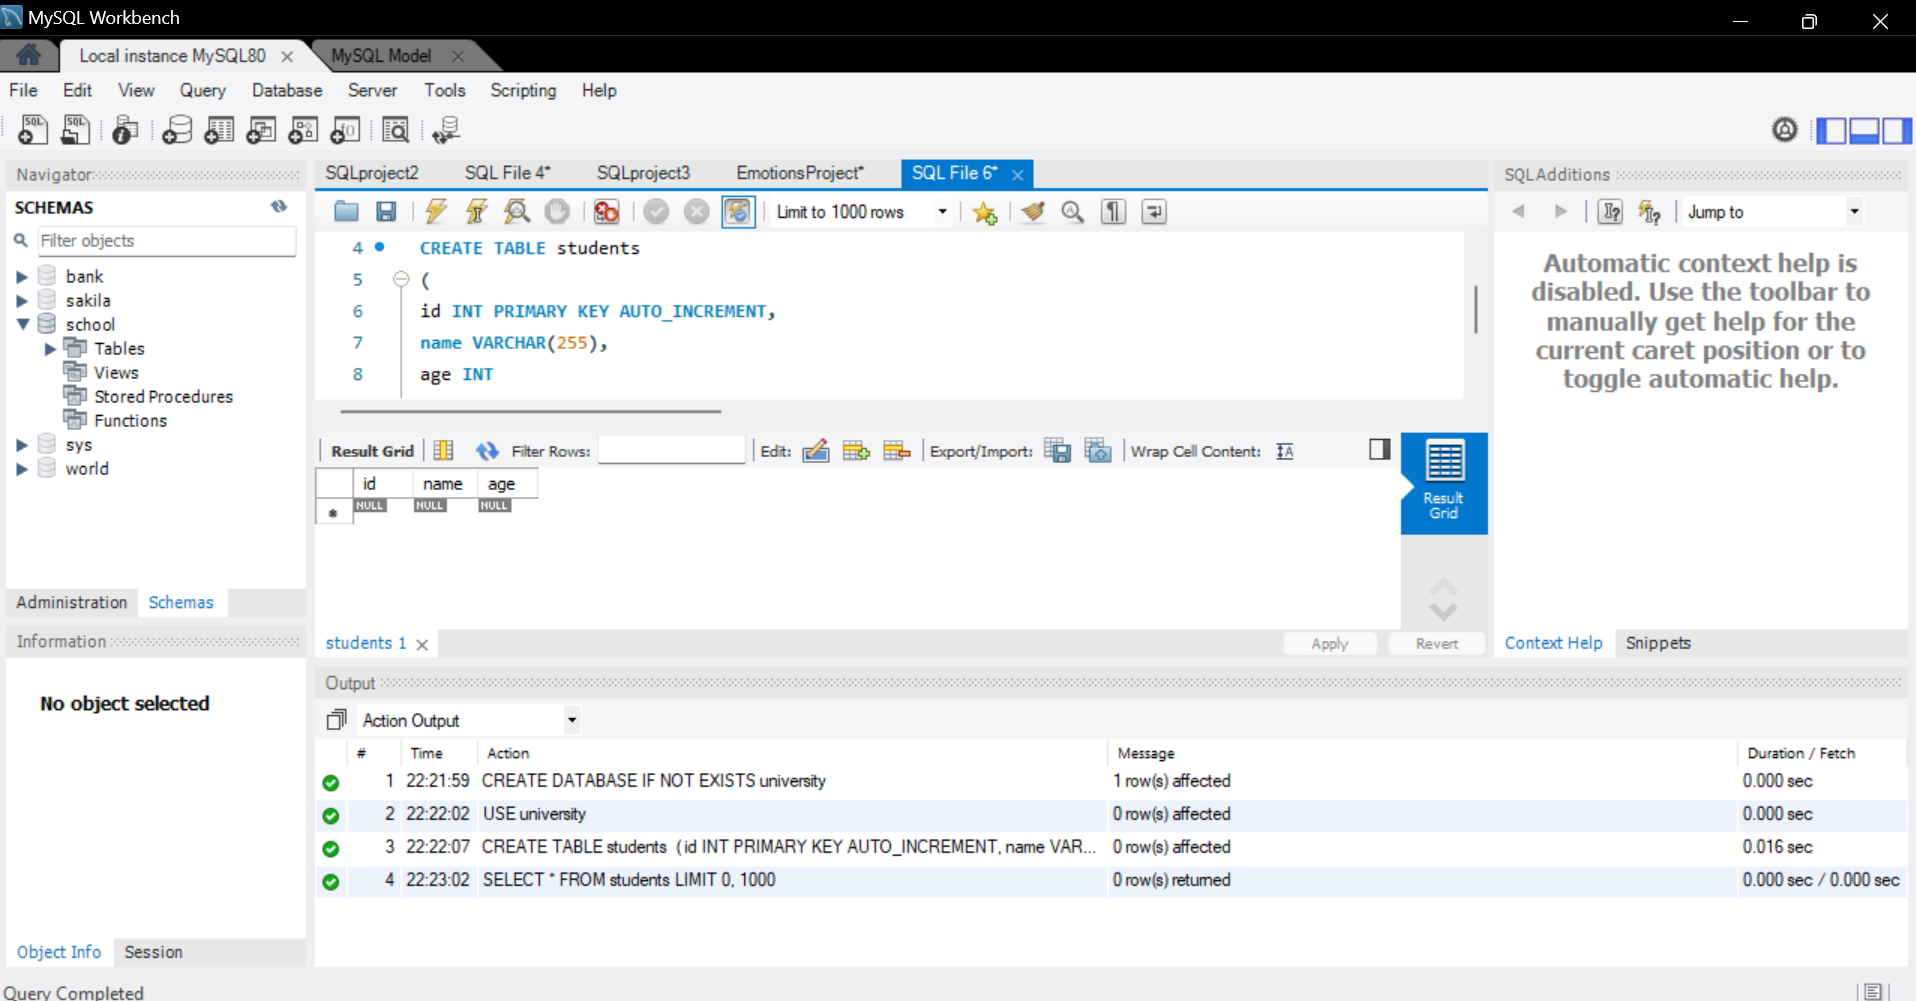 MySQL Workbench
Local instance MySQL80
MySQL Model
File Edit View Query Database Server Tools Scripting Help
Navigator
SCHEMAS
Filter objects
bank
sakila
school
Tables
Views
Stored Procedures
Functions
sys
world
Administration Schemas
Information
No object selected
Object Info Session
SQLproject2 SQL File 4* SQLproject3 EmotionsProject* SQL File 6*
Limit to 1000 rows
4 CREATE TABLE students
5 (
6 id INT PRIMARY KEY AUTO_INCREMENT,
7 name VARCHAR(255),
8 age INT
Result Grid Filter Rows: Edit: Export/Import: Wrap Cell Content:
id name age
* NULL NULL NULL
Result
Grid
students 1
Apply Revert
SQLAdditions
Jump to
Automatic context help is
disabled. Use the toolbar to
manually get help for the
current caret position or to
toggle automatic help.
Context Help Snippets
Output
Action Output
# Time Action Message Duration / Fetch
1 22:21:59 CREATE DATABASE IF NOT EXISTS university 1 row(s) affected 0.000 sec
2 22:22:02 USE university 0 row(s) affected 0.000 sec
3 22:22:07 CREATE TABLE students ( id INT PRIMARY KEY AUTO_INCREMENT, name VAR... 0 row(s) affected 0.016 sec
4 22:23:02 SELECT * FROM students LIMIT 0, 1000 0 row(s) returned 0.000 sec / 0.000 sec
Query Completed